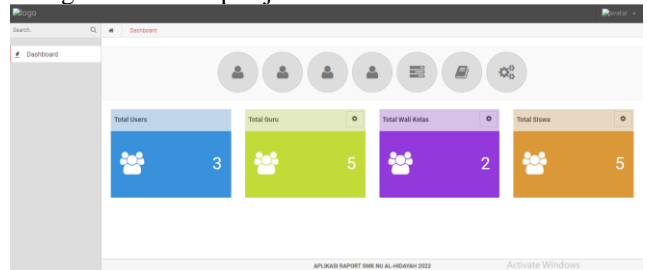 logo
avatar
Search..
Dashboard
Dashboard
Total Users
3
Total Guru
5
Total Wali Kelas
2
Total Siswa
5
APLIKASI RAPORT SMK NU AL-HIDAYAH 2022
Activate Windows